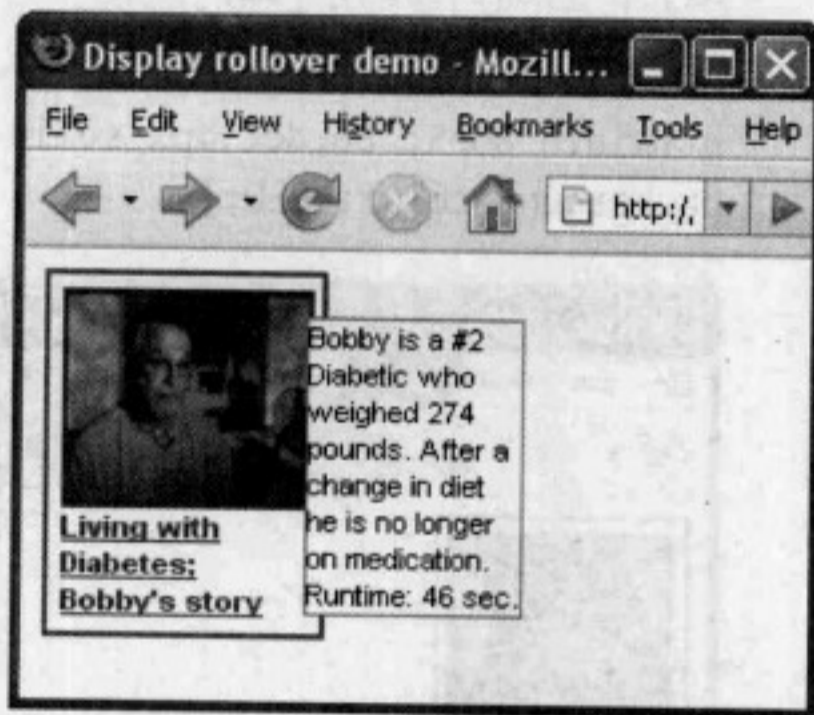 Display rollover demo - Mozill...
File Edit View History Bookmarks Tools Help
http:/,
Bobby is a #2
Diabetic who
weighed 274
pounds. After a
change in diet
he is no longer
on medication.
Runtime: 46 sec.
Living with
Diabetes;
Bobby's story